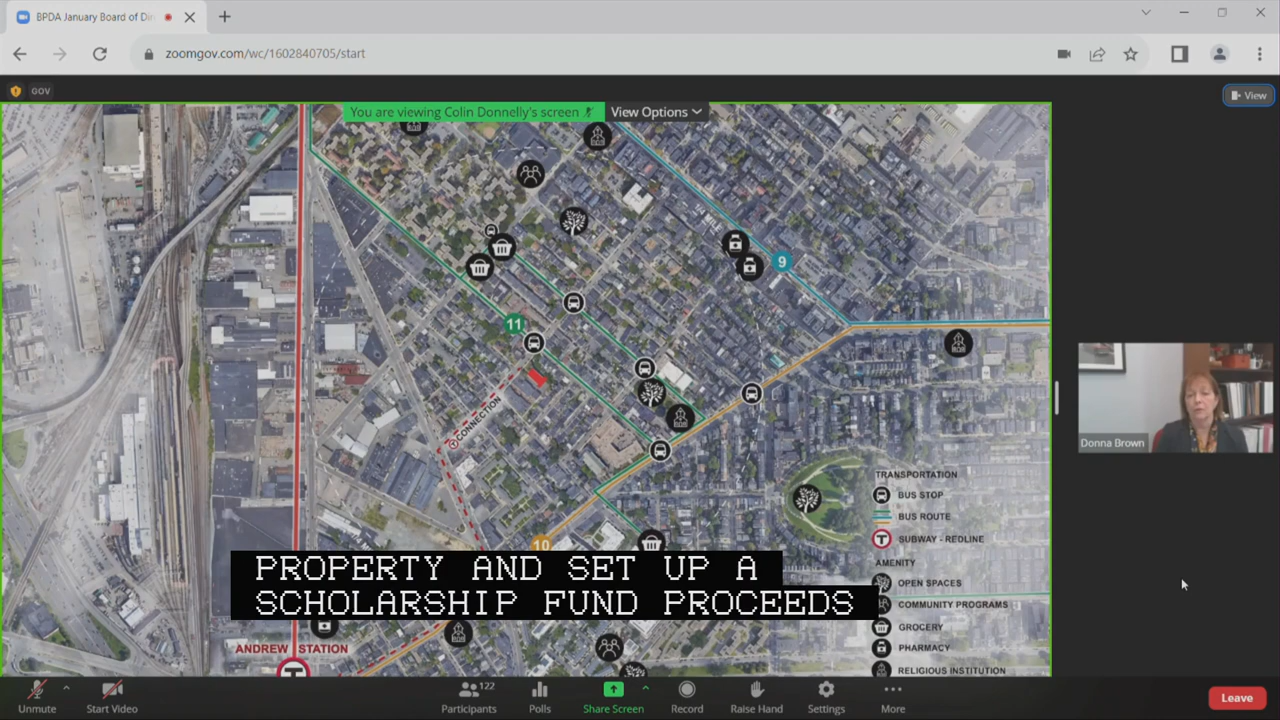 BPDA January Board of Dir
zoomgov.com/wc/1602840705/start
GOV
You are viewing Colin Donnelly's screen
View Options
View
9
11
CONNECTION
Donna Brown
TRANSPORTATION
BUS STOP
BUS ROUTE
T SUBWAY - REDLINE
AMENITY
OPEN SPACES
COMMUNITY PROGRAMS
GROCERY
PHARMACY
RELIGIOUS INSTITUTION
10
PROPERTY AND SET UP A
SCHOLARSHIP FUND PROCEEDS
ANDREW STATION
T
Unmute
Start Video
Participants
122
Polls
Share Screen
Record
Raise Hand
Settings
More
Leave